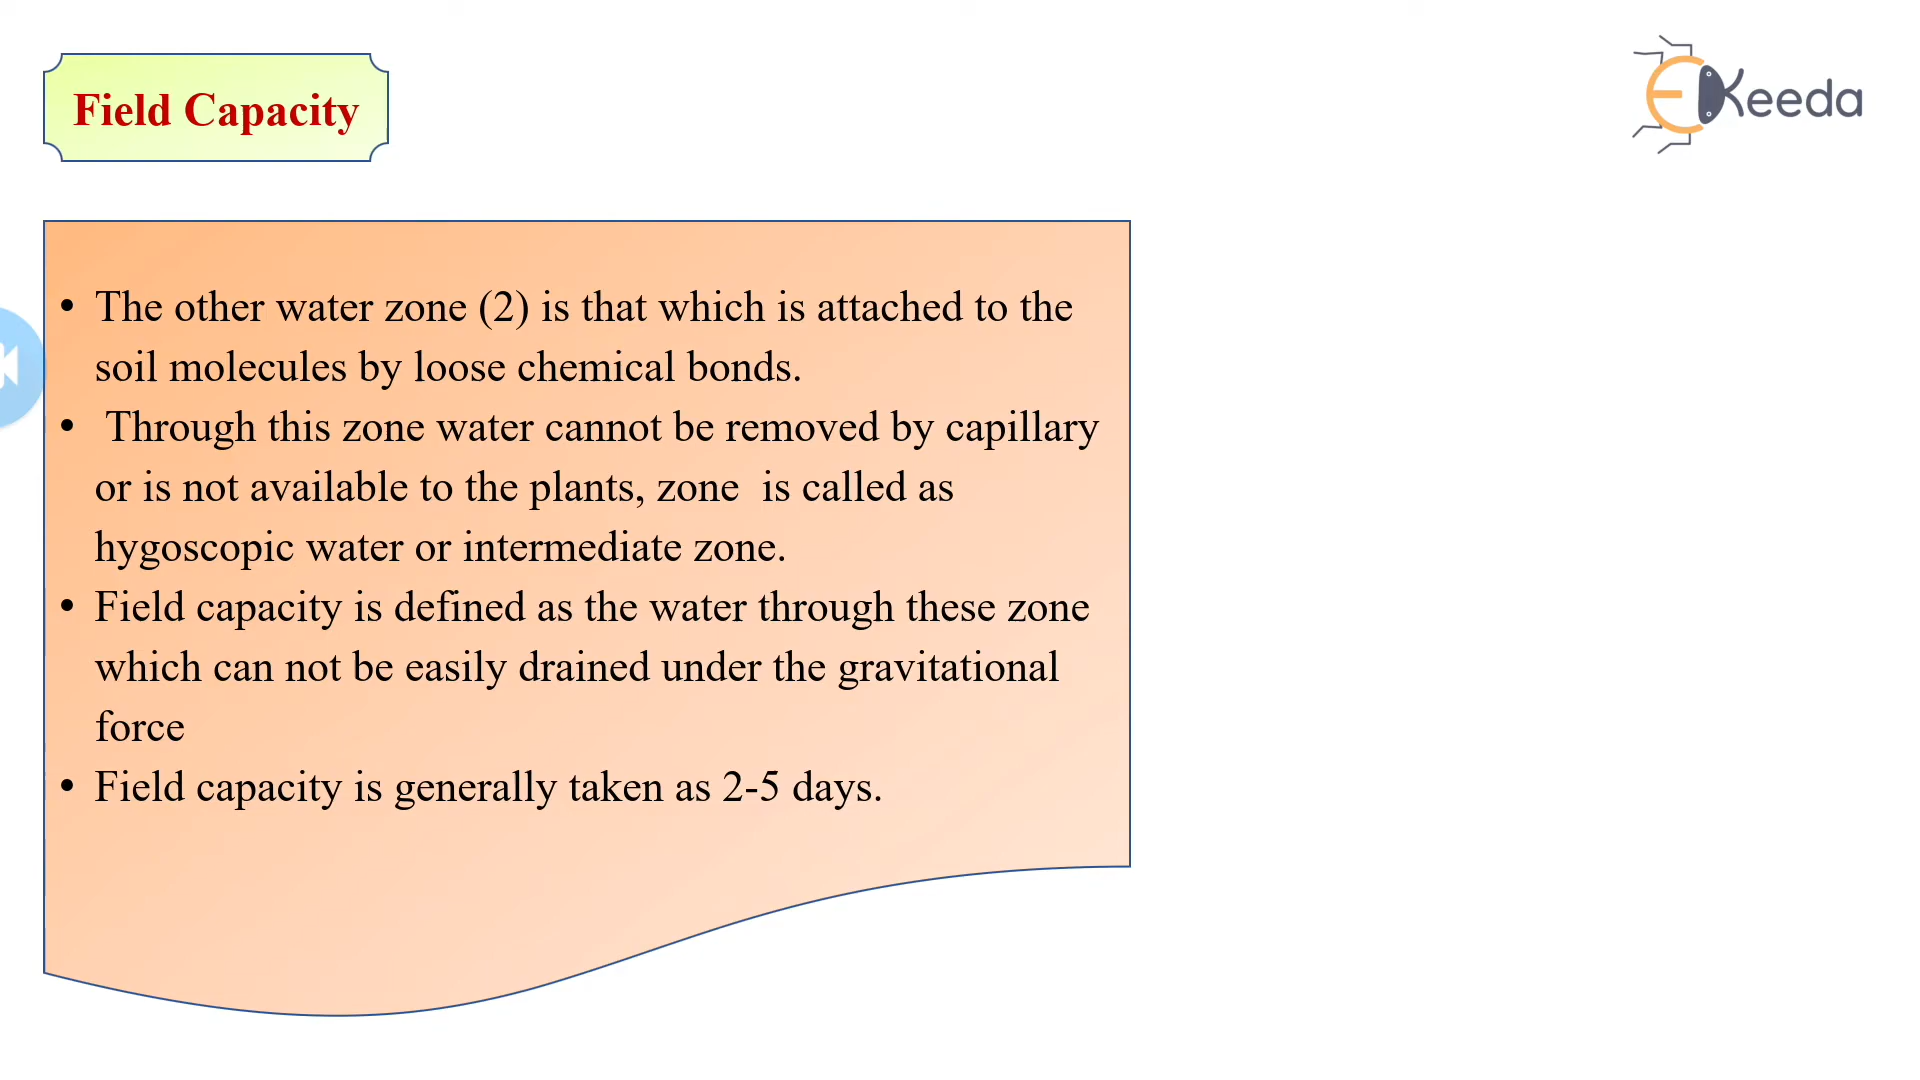 Field Capacity
EKeeda
• The other water zone (2) is that which is attached to the
soil molecules by loose chemical bonds.
• Through this zone water cannot be removed by capillary
or is not available to the plants, zone is called as
hygoscopic water or intermediate zone.
• Field capacity is defined as the water through these zone
which can not be easily drained under the gravitational
force
• Field capacity is generally taken as 2-5 days.